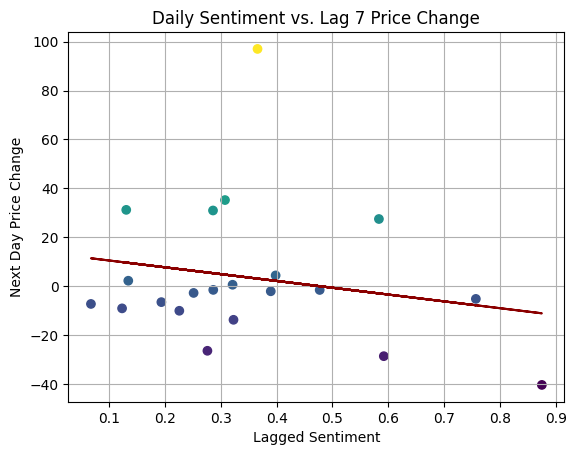 Daily Sentiment vs. Lag 7 Price Change
Next Day Price Change
100
80
60
40
20
0
−20
−40
0.1 0.2 0.3 0.4 0.5 0.6 0.7 0.8 0.9
Lagged Sentiment